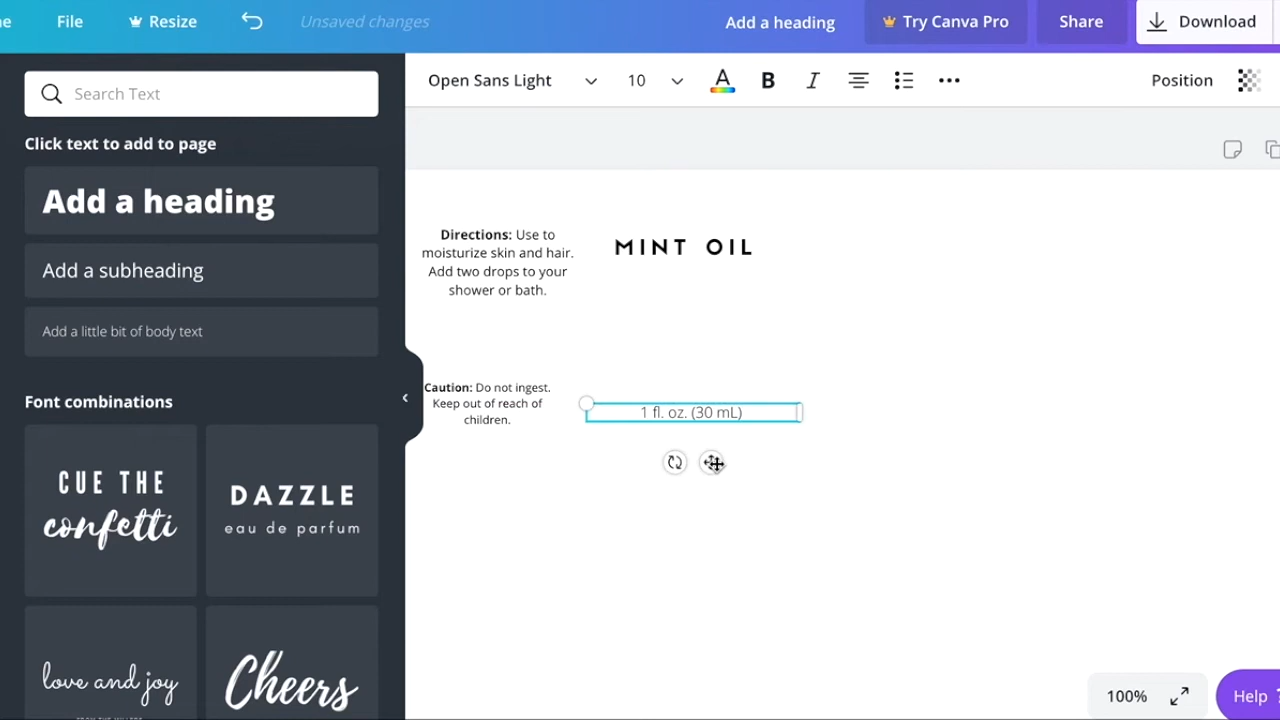 File
Resize
Unsaved changes
Add a heading
Try Canva Pro
Share
Download
Search Text
Open Sans Light
10
A
B
I
Position
Click text to add to page
Add a heading
Add a subheading
Add a little bit of body text
Font combinations
CUE THE
confetti
DAZZLE
eau de parfum
love and joy
Cheers
Directions: Use to
moisturize skin and hair.
Add two drops to your
shower or bath.
MINT OIL
Caution: Do not ingest.
Keep out of reach of
children.
1 fl. oz. (30 mL)
100%
Help